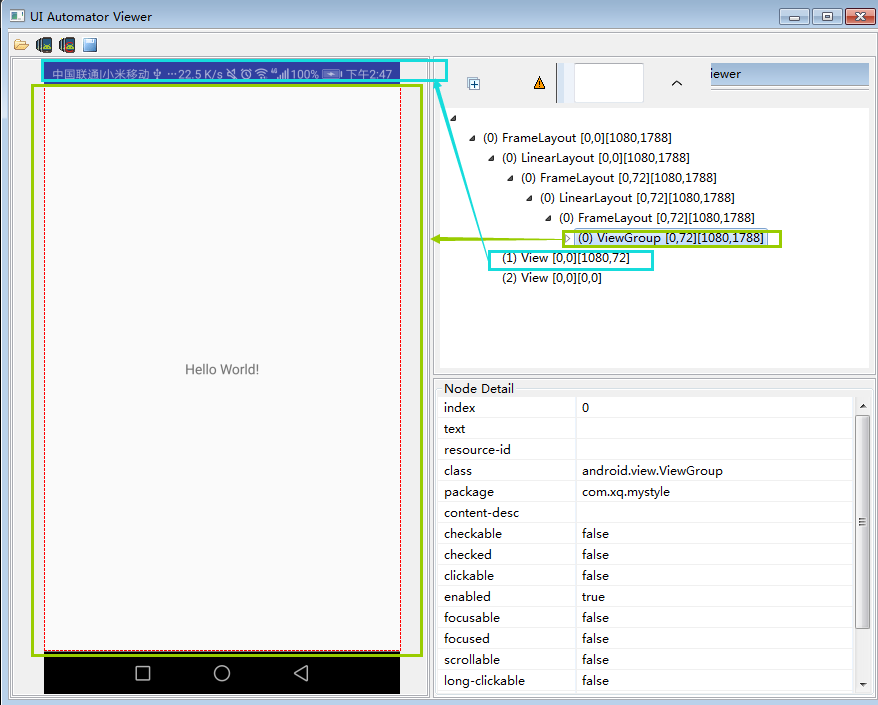 UI Automator Viewer
中国联通|小米移动 ⋯22.5 K/s 4G 100% 下午2:47
Hello World!
iewer
(0) FrameLayout [0,0][1080,1788]
(0) LinearLayout [0,0][1080,1788]
(0) FrameLayout [0,72][1080,1788]
(0) LinearLayout [0,72][1080,1788]
(0) FrameLayout [0,72][1080,1788]
(0) ViewGroup [0,72][1080,1788]
(1) View [0,0][1080,72]
(2) View [0,0][0,0]
Node Detail
index 0
text
resource-id
class android.view.ViewGroup
package com.xq.mystyle
content-desc
checkable false
checked false
clickable false
enabled true
focusable false
focused false
scrollable false
long-clickable false